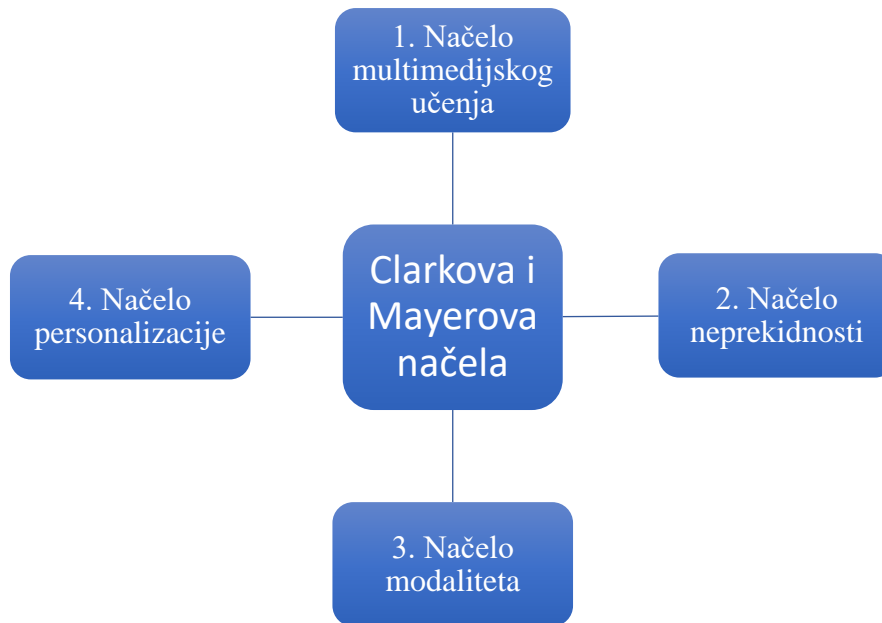 1. Načelo
multimedijskog
učenja
Clarkova i
Mayerova
načela
2. Načelo
neprekidnosti
3. Načelo
modaliteta
4. Načelo
personalizacije